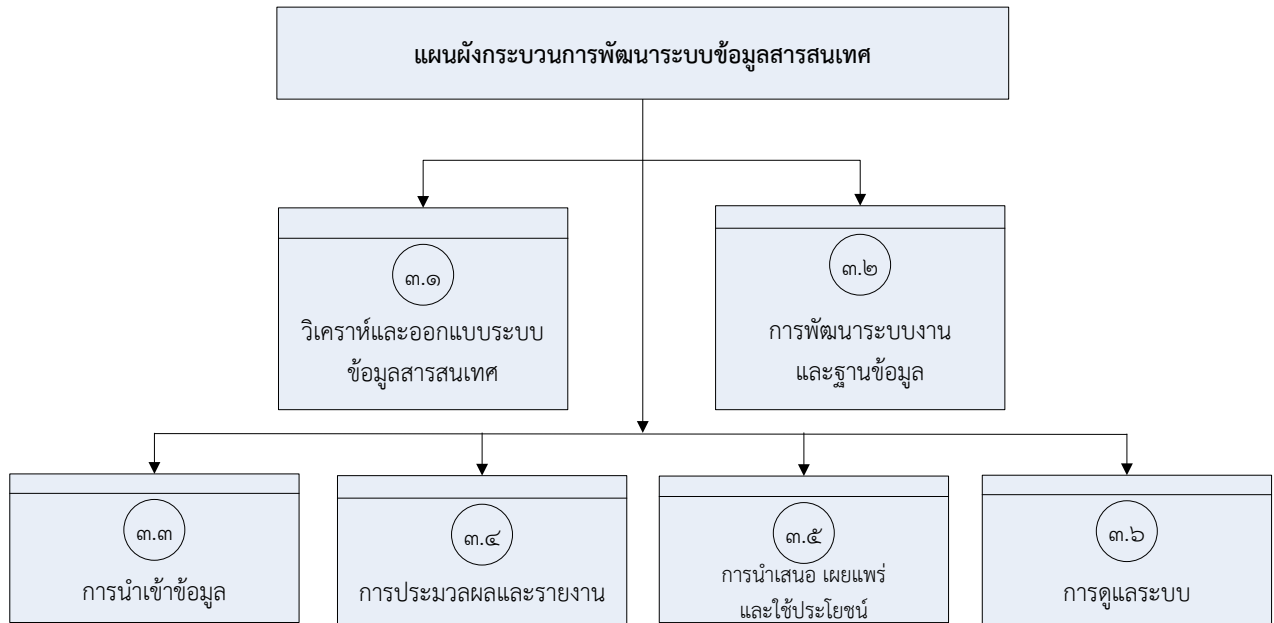 แผนผังกระบวนการพัฒนาระบบข้อมูลสารสนเทศ
๓.๑
วิเคราห์และออกแบบระบบ
ข้อมูลสารสนเทศ
๓.๒
การพัฒนาระบบงาน
และฐานข้อมูล
๓.๓
การนำเข้าข้อมูล
๓.๔
การประมวลผลและรายงาน
๓.๕
การนำเสนอ เผยแพร่
และใช้ประโยชน์
๓.๖
การดูแลระบบ